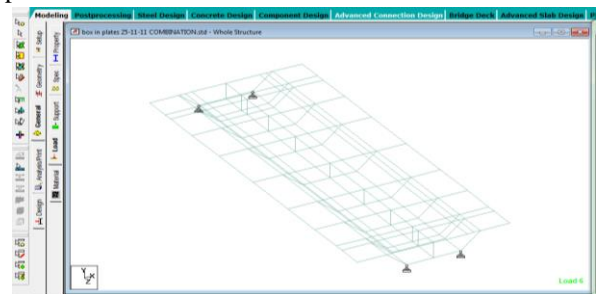 Modeling Postprocessing Steel Design Concrete Design Component Design Advanced Connection Design Bridge Deck Advanced Slab Design
box in plates 25-11-11 COMBINATION.std - Whole Structure
Setup
Geometry
General
Analysis/Print
Design
Property
Spec
Support
Load
Material
Y
X
Z
Load 6